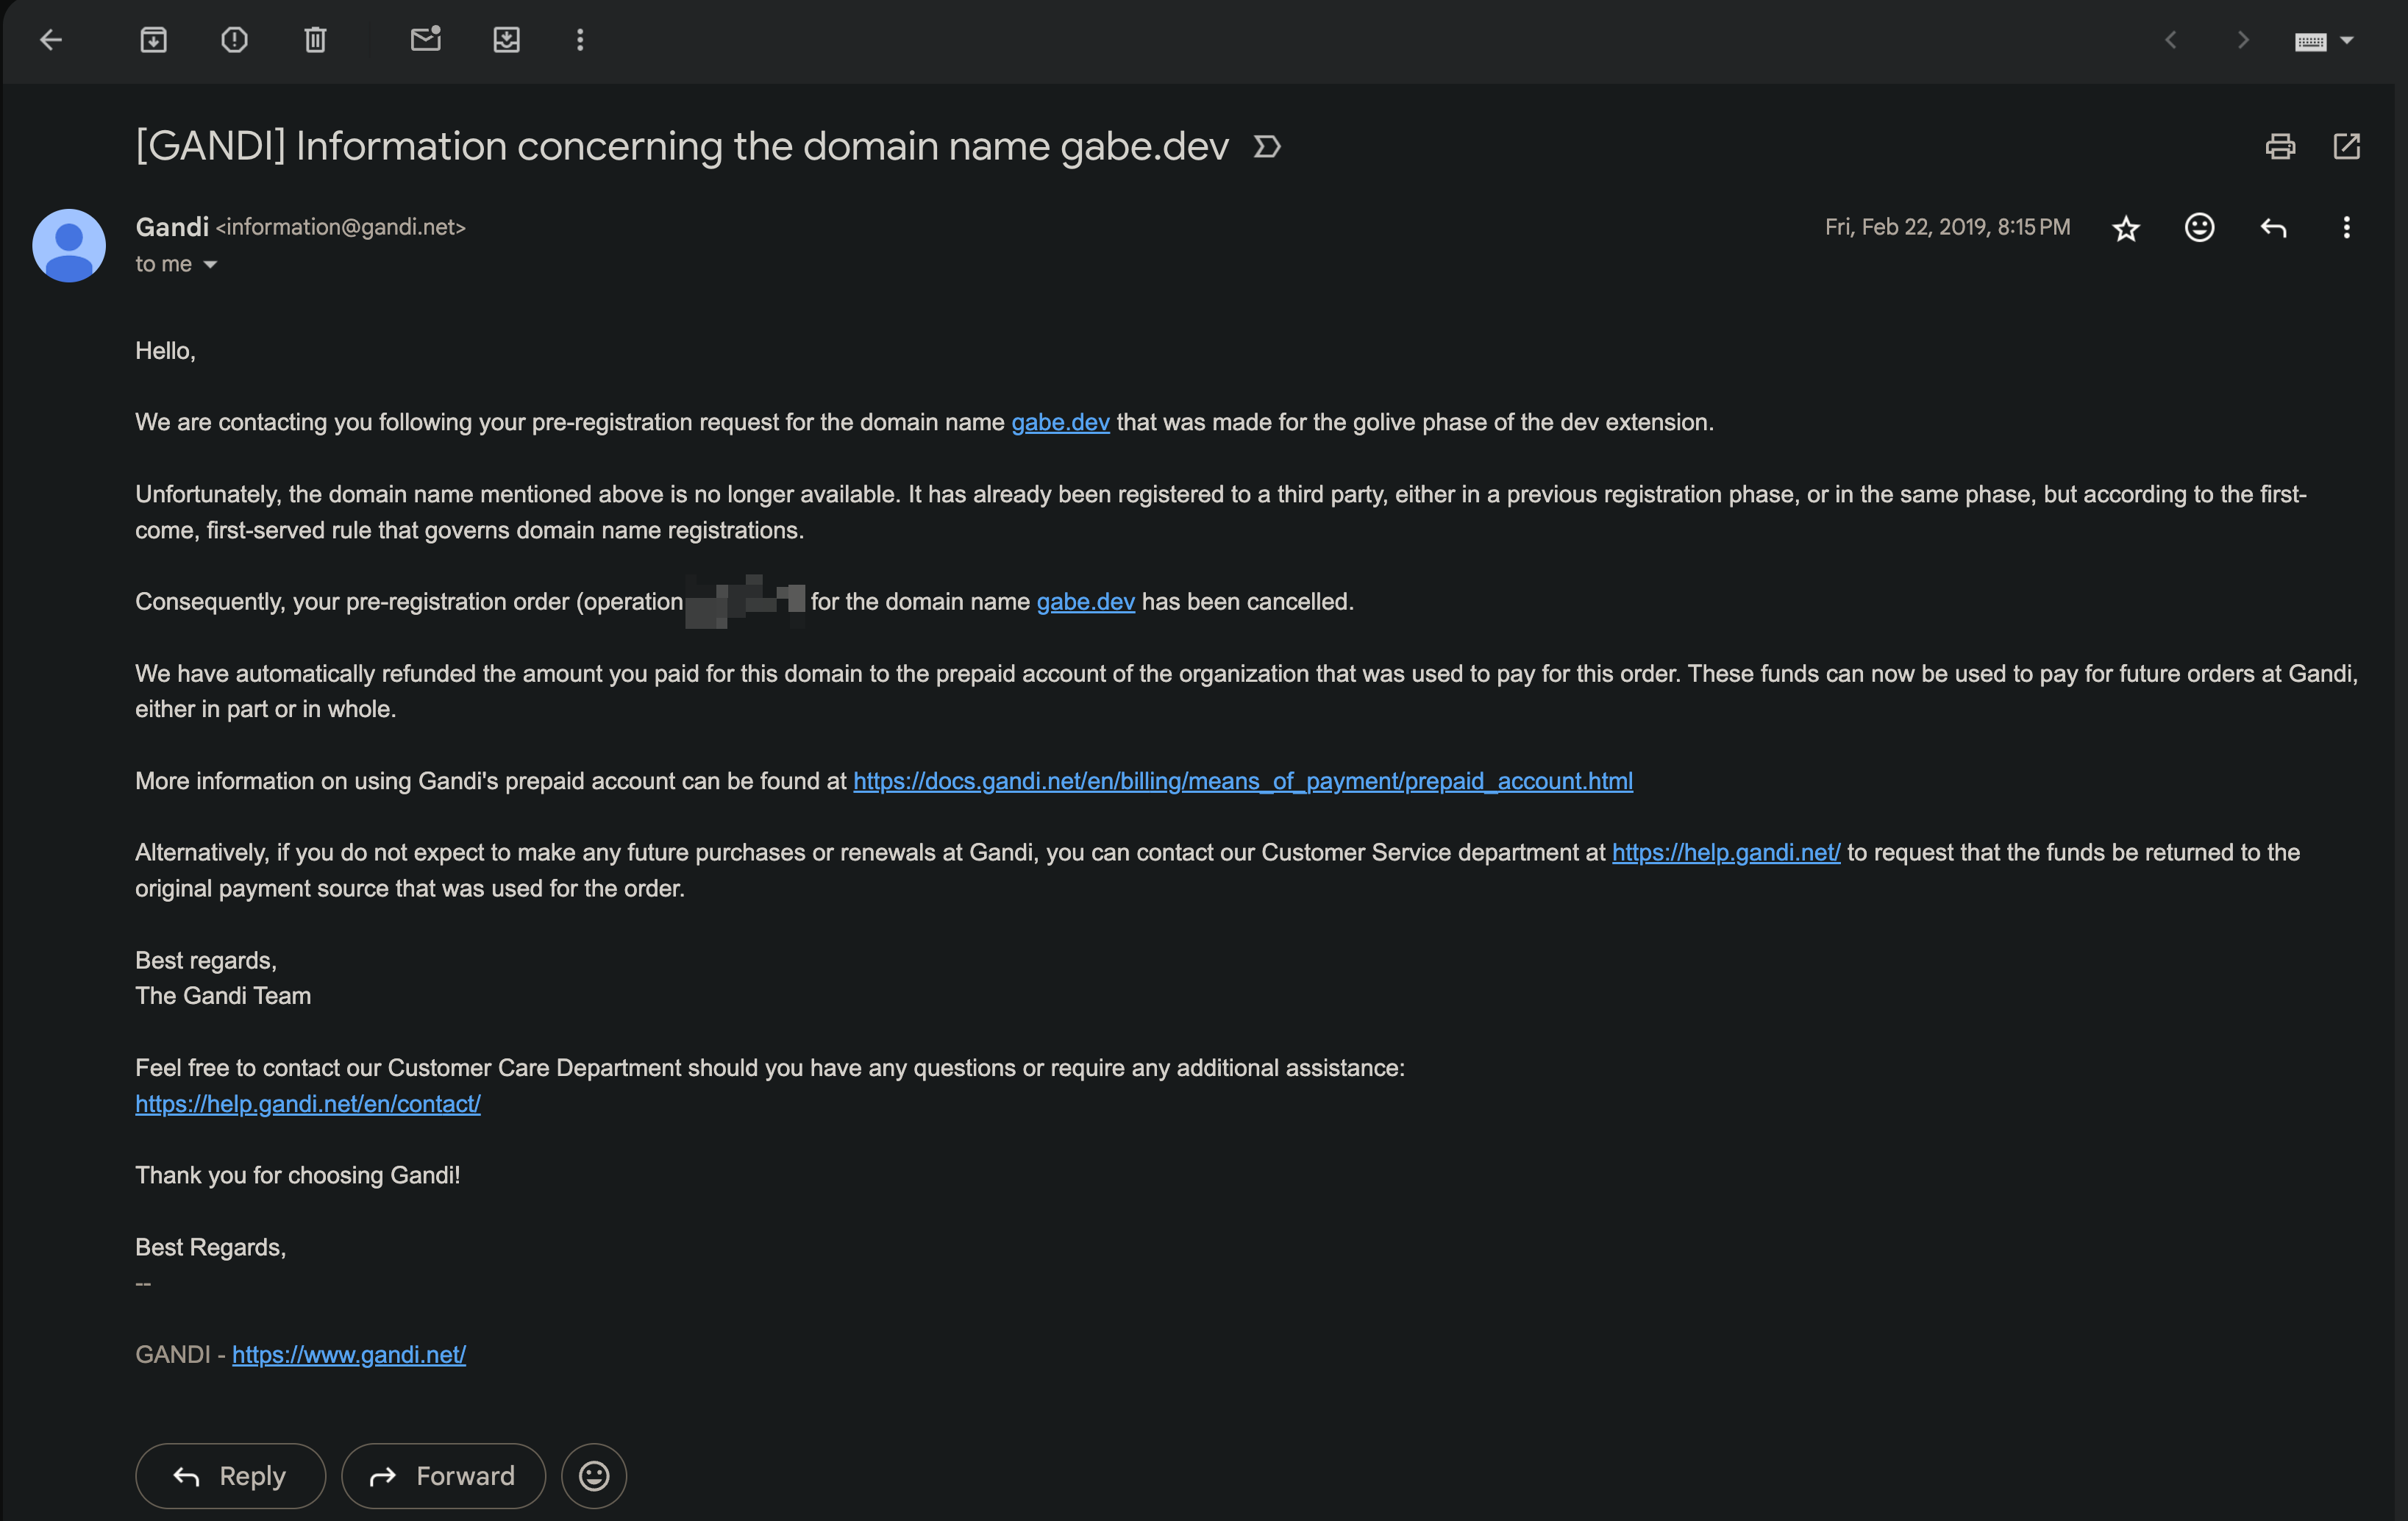 [GANDI] Information concerning the domain name gabe.dev
Gandi <information@gandi.net>
Fri, Feb 22, 2019, 8:15 PM
to me
Hello,
We are contacting you following your pre-registration request for the domain name gabe.dev that was made for the golive phase of the dev extension.
Unfortunately, the domain name mentioned above is no longer available. It has already been registered to a third party, either in a previous registration phase, or in the same phase, but according to the first-
come, first-served rule that governs domain name registrations.
Consequently, your pre-registration order (operation for the domain name gabe.dev has been cancelled.
We have automatically refunded the amount you paid for this domain to the prepaid account of the organization that was used to pay for this order. These funds can now be used to pay for future orders at Gandi,
either in part or in whole.
More information on using Gandi's prepaid account can be found at https://docs.gandi.net/en/billing/means_of_payment/prepaid_account.html
Alternatively, if you do not expect to make any future purchases or renewals at Gandi, you can contact our Customer Service department at https://help.gandi.net/ to request that the funds be returned to the
original payment source that was used for the order.
Best regards,
The Gandi Team
Feel free to contact our Customer Care Department should you have any questions or require any additional assistance:
https://help.gandi.net/en/contact/
Thank you for choosing Gandi!
Best Regards,
--
GANDI - https://www.gandi.net/
Reply
Forward